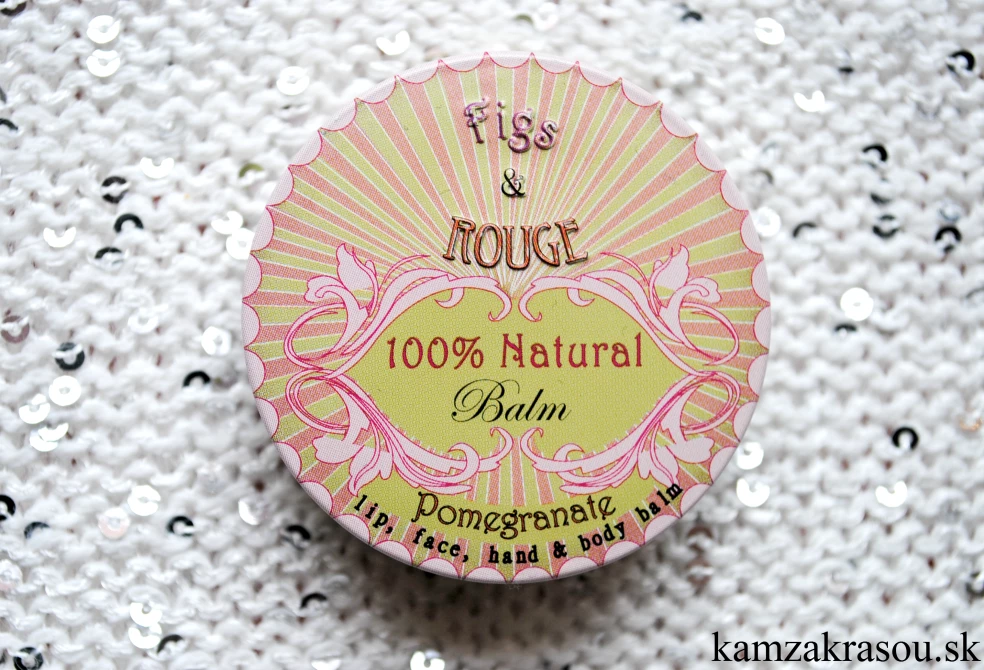 Figs
&
ROUGE
100% Natural
Balm
Pomegranate
lip, face, hand & body balm
kamzakrasou.sk